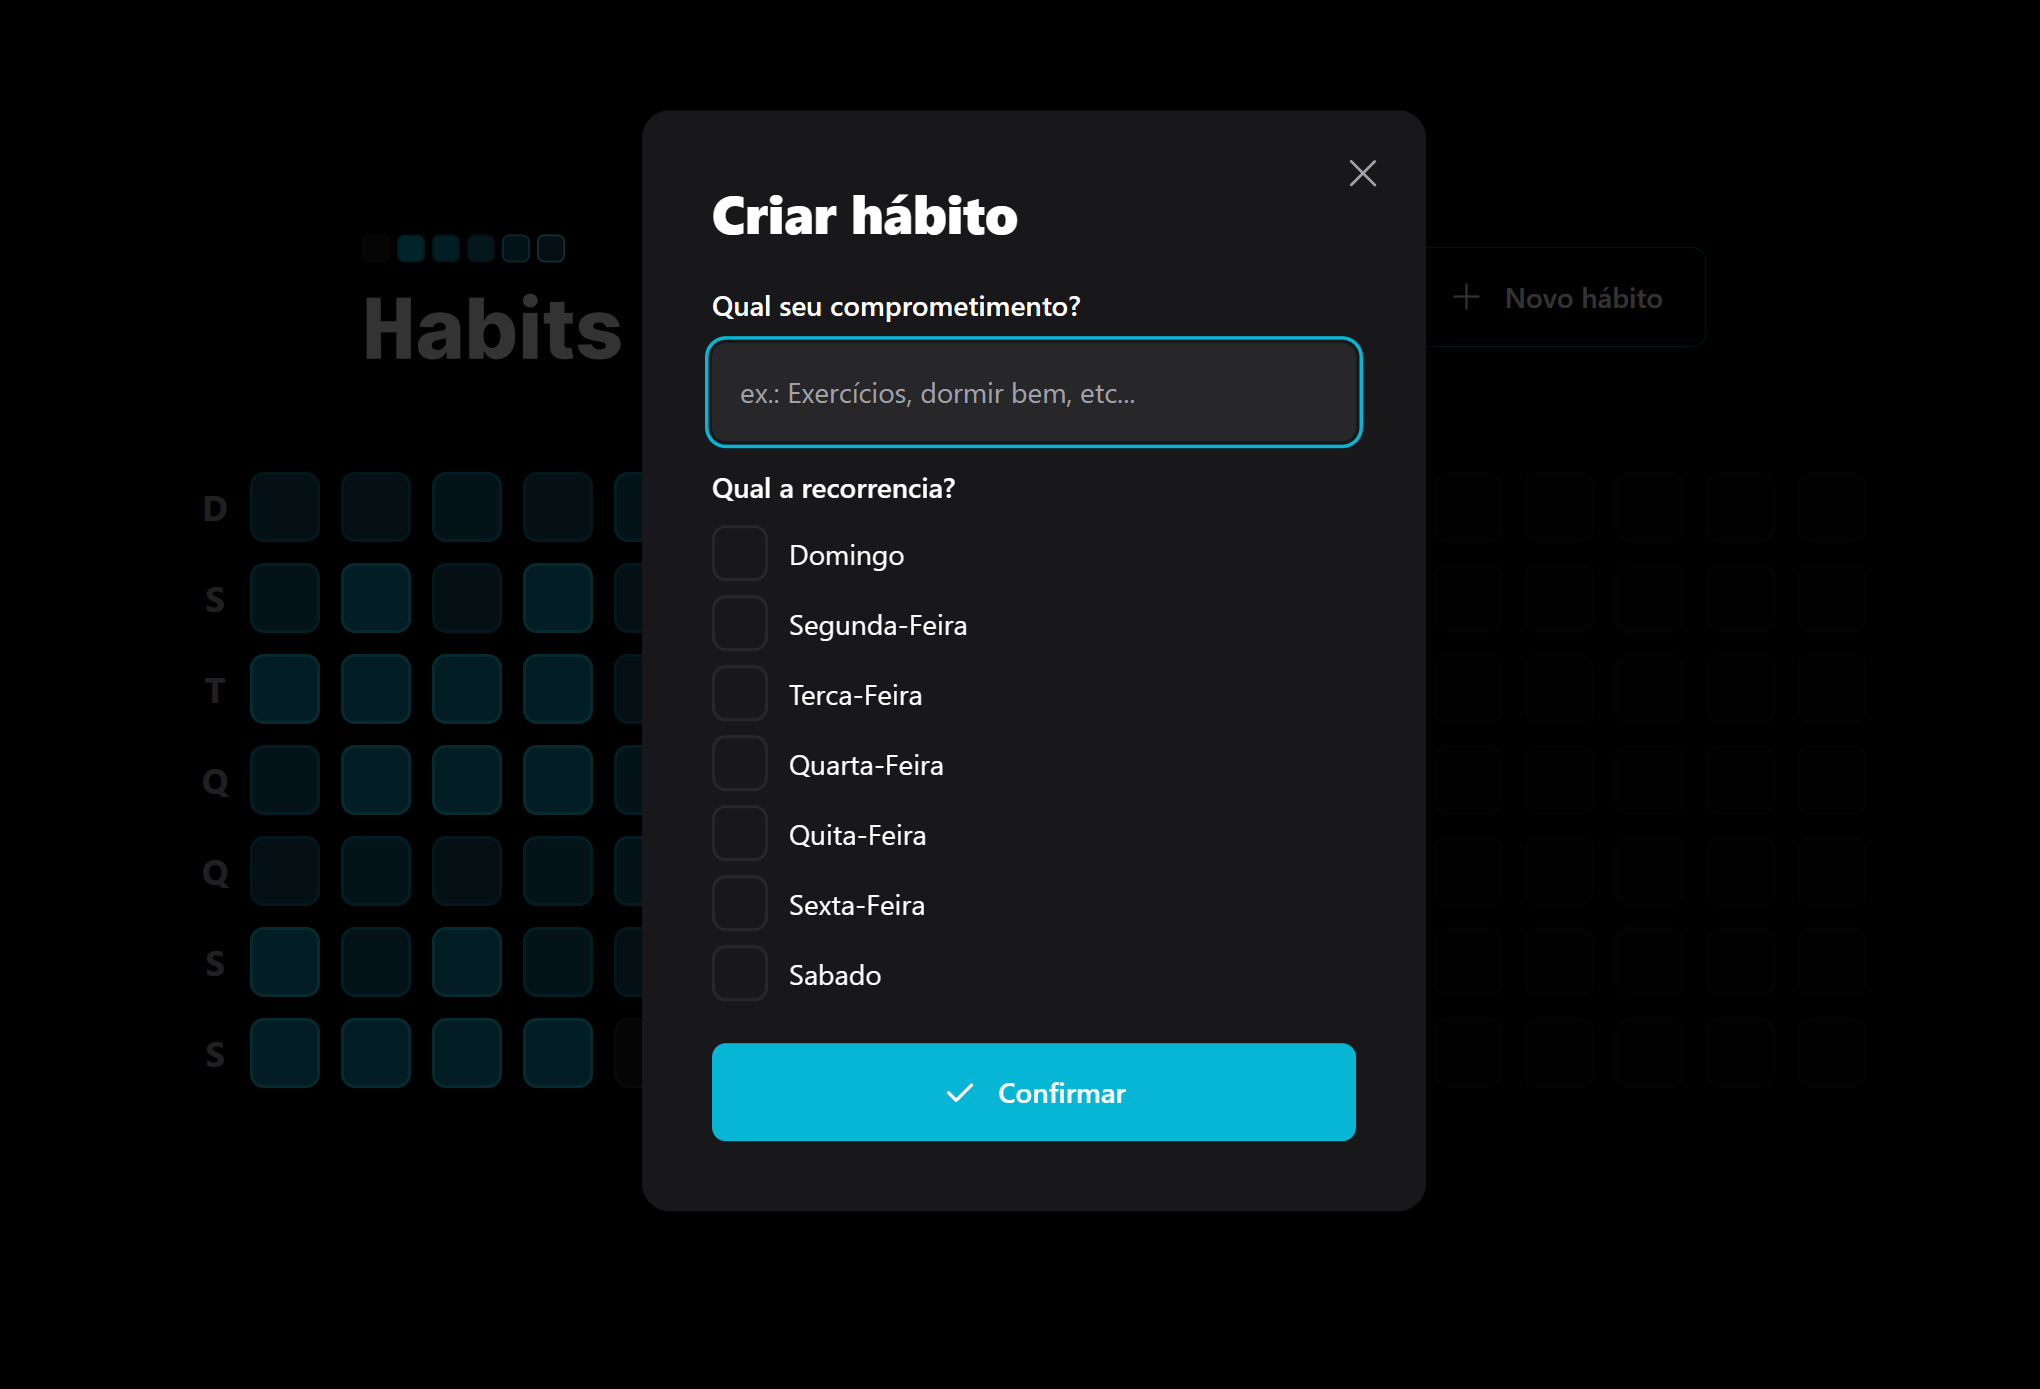 Habits
Novo hábito
D
S
T
Q
Q
S
S
Criar hábito
Qual seu comprometimento?
ex.: Exercícios, dormir bem, etc...
Qual a recorrencia?
Domingo
Segunda-Feira
Terca-Feira
Quarta-Feira
Quita-Feira
Sexta-Feira
Sabado
Confirmar